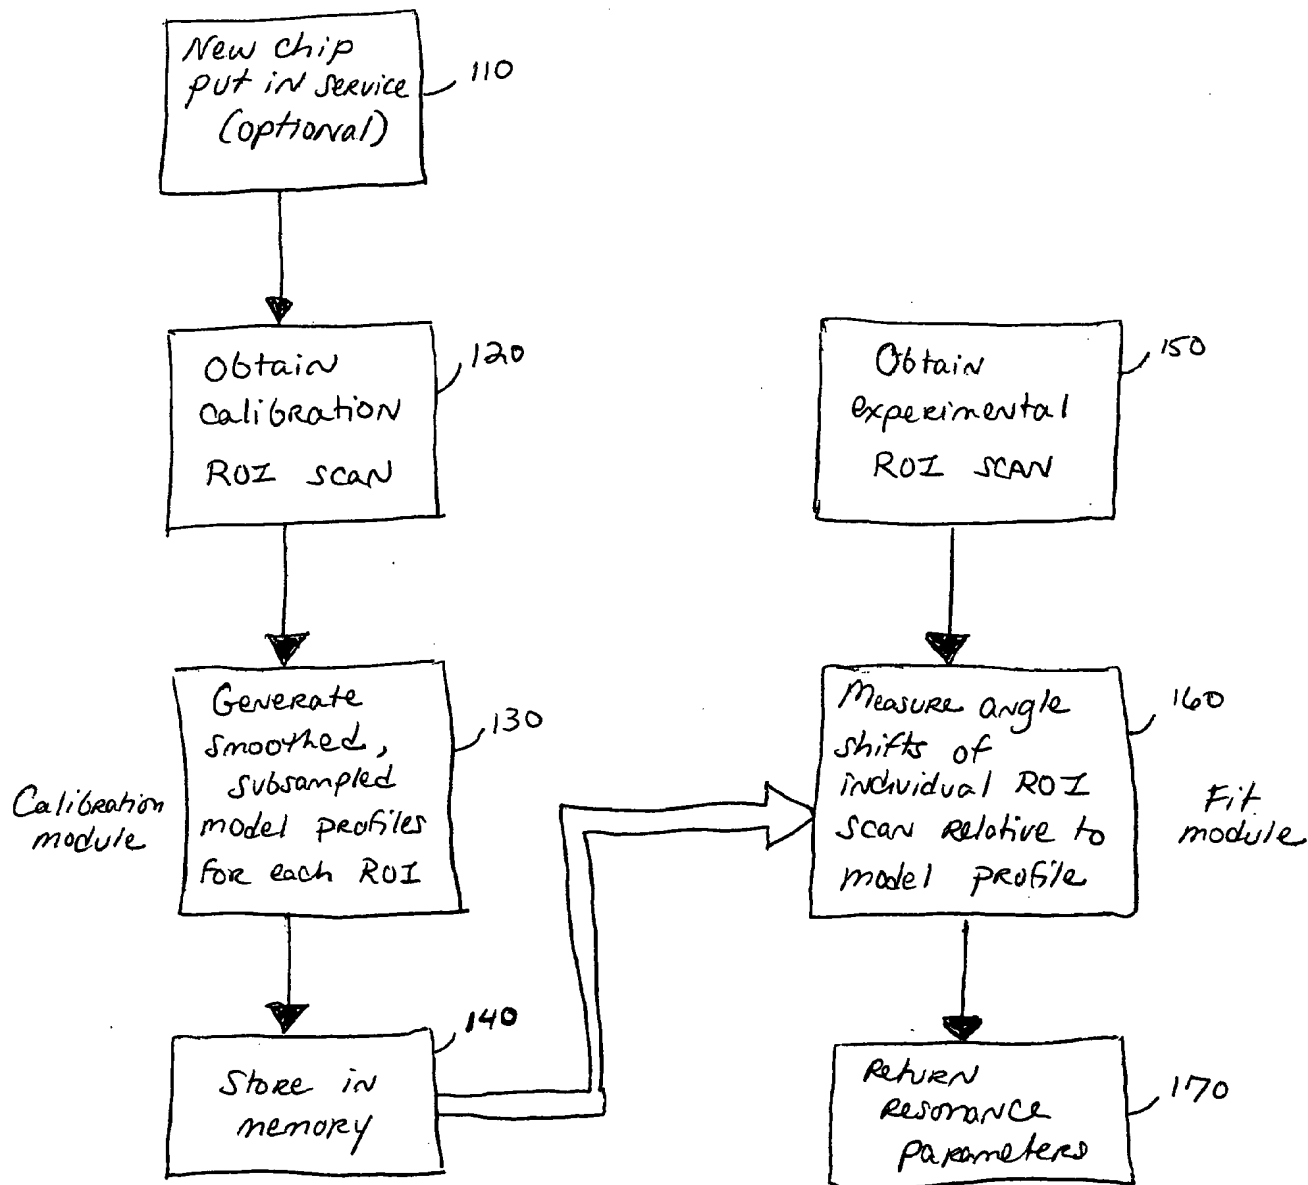 New chip
put in service
(optional)
110
Obtain
calibration
ROI scan
120
Generate
smoothed,
subsampled
model profiles
for each ROI
130
Calibration
module
Store in
memory
140
Obtain
experimental
ROI SCAN
150
Measure angle
shifts of
individual ROI
scan relative to
model profile
160
Fit
module
Return
Resonance
Parameters
170